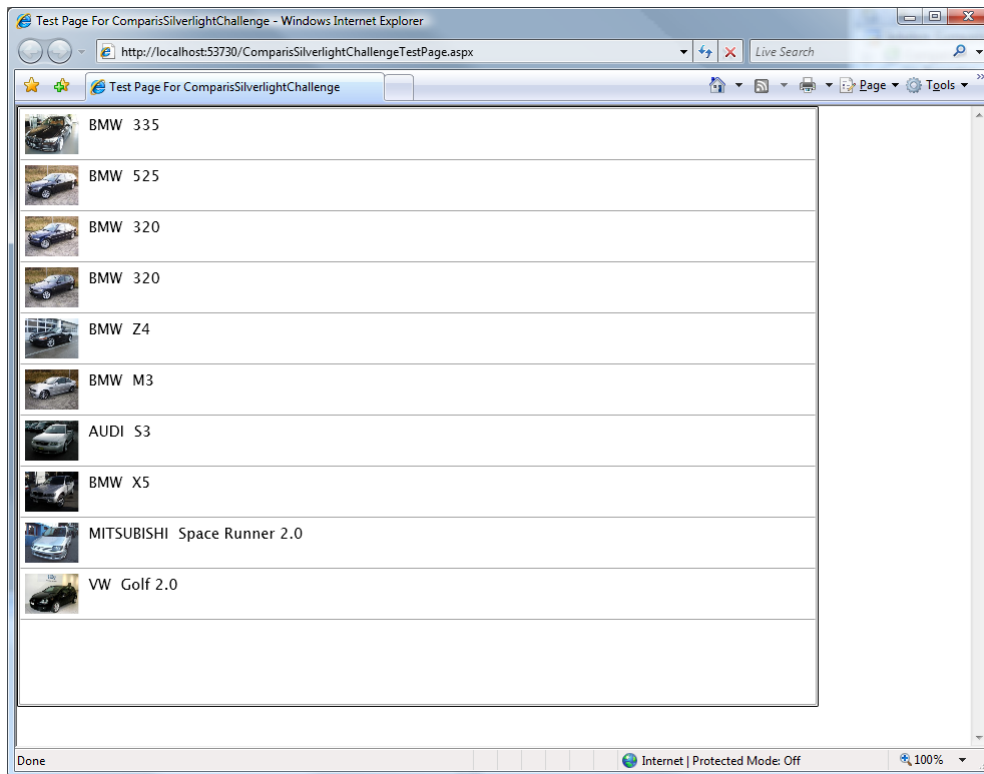 Test Page For ComparisSilverlightChallenge - Windows Internet Explorer
http://localhost:53730/ComparisSilverlightChallengeTestPage.aspx
Live Search
Test Page For ComparisSilverlightChallenge
Page
Tools
BMW 335
BMW 525
BMW 320
BMW 320
BMW Z4
BMW M3
AUDI S3
BMW X5
MITSUBISHI Space Runner 2.0
VW Golf 2.0
Done
Internet | Protected Mode: Off
100%